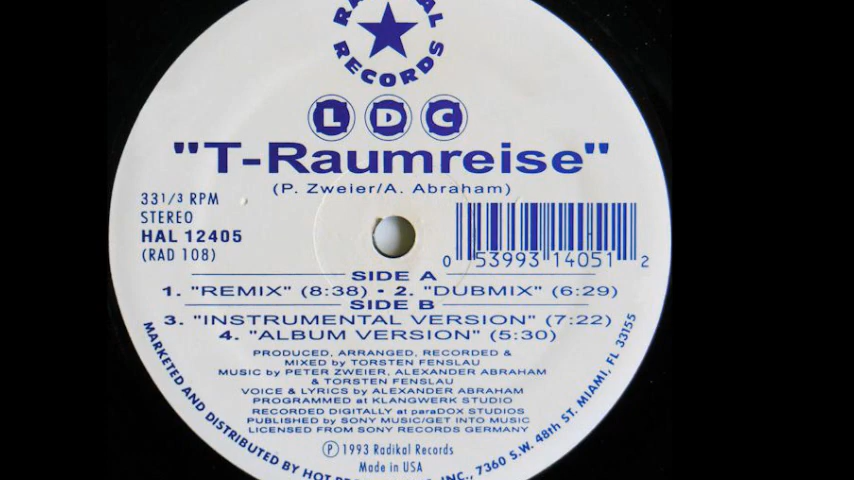 RECORDS
L D C
"T-Raumreise"
(P. Zweier/A. Abraham)
33 1/3 RPM
STEREO
HAL 12405
(RAD 108)
0 53993 14051 2
SIDE A
1. "REMIX" (8:38) • 2. "DUBMIX" (6:29)
SIDE B
3. "INSTRUMENTAL VERSION" (7:22)
4. "ALBUM VERSION" (5:30)
PRODUCED, ARRANGED, RECORDED &
MIXED by TORSTEN FENSLAU
MUSIC by PETER ZWEIER, ALEXANDER ABRAHAM
& TORSTEN FENSLAU
VOICE & LYRICS by ALEXANDER ABRAHAM
PROGRAMMED at KLANGWERK STUDIO
RECORDED DIGITALLY at paraDOX STUDIOS
PUBLISHED by SONY MUSIC/GET INTO MUSIC
LICENSED FROM SONY RECORDS GERMANY
Ⓟ 1993 Radikal Records
Made in USA
MARKETED AND DISTRIBUTED BY HOT INC., 7360 S.W. 48th ST. MIAMI, FL 33155